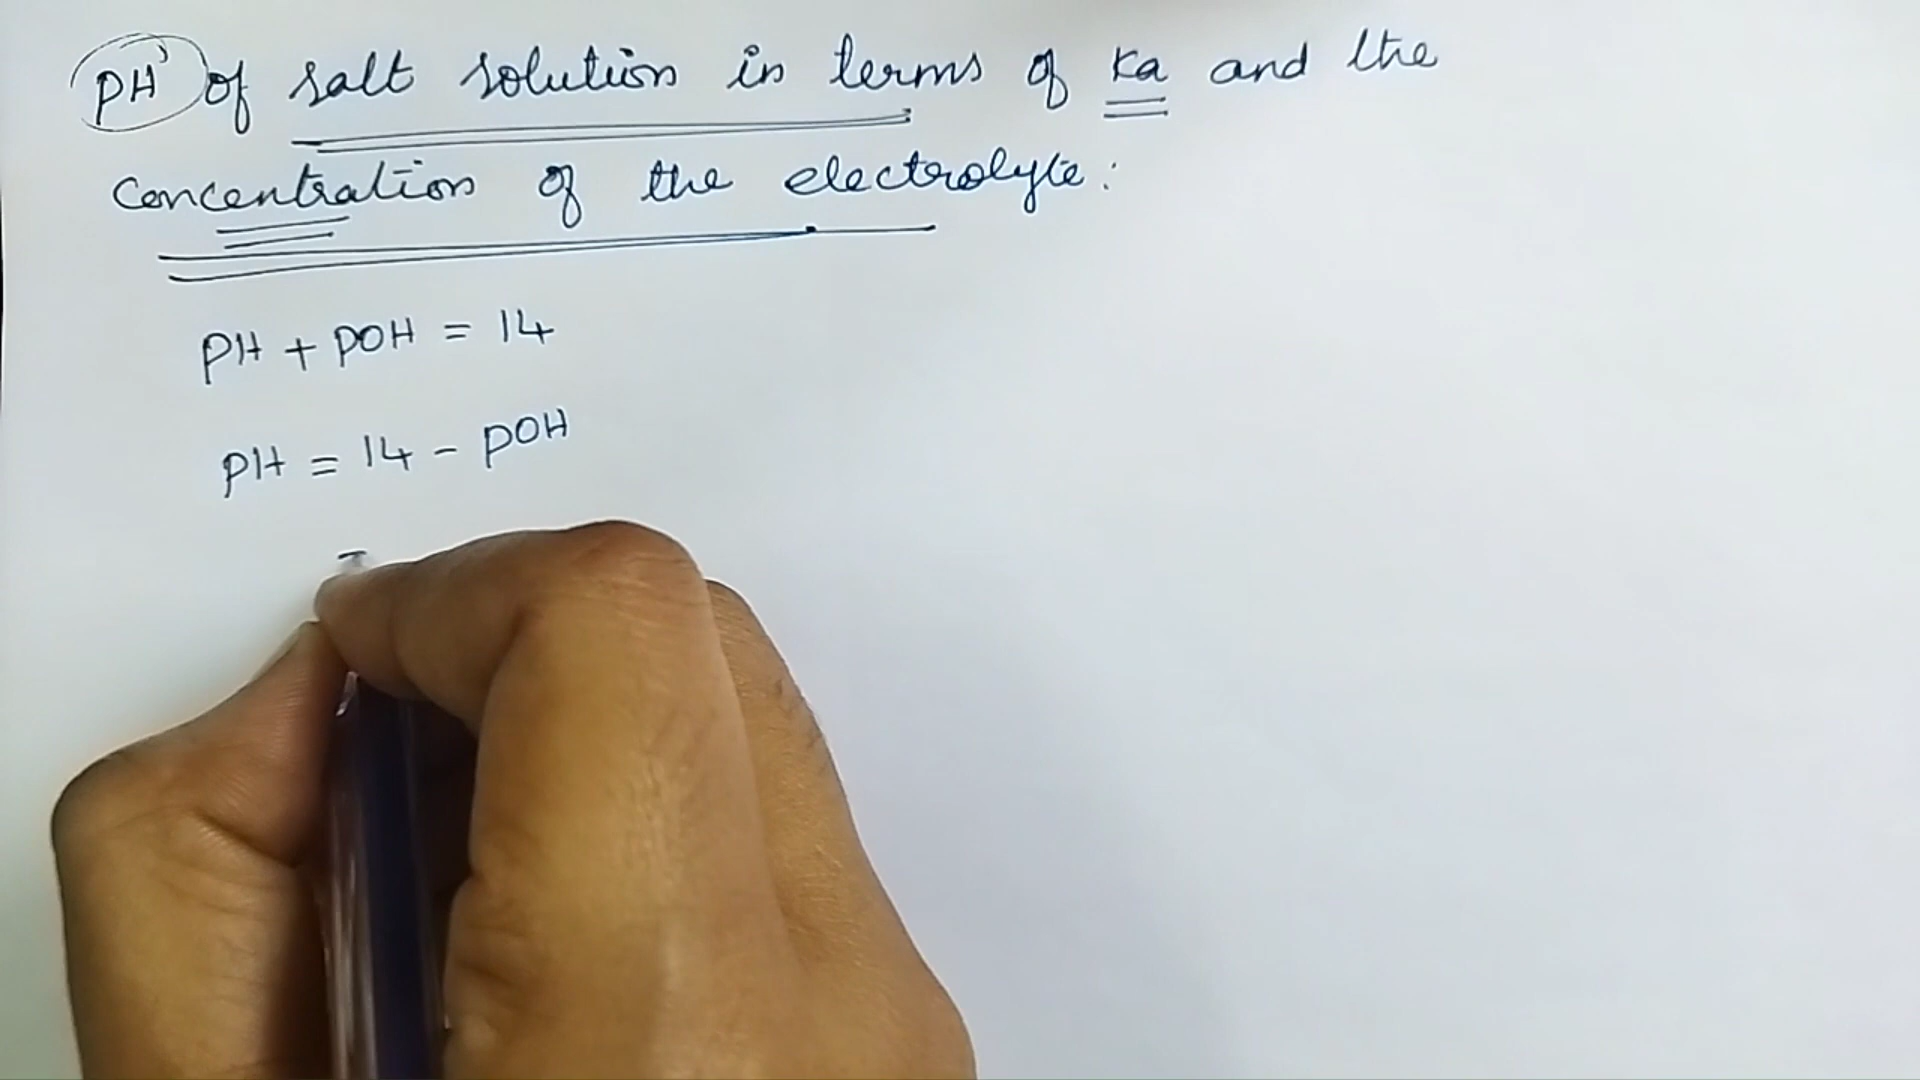 PH of salt solution in terms of Ka and the
concentration of the electrolyte:
PH + POH = 14
PH = 14 - POH